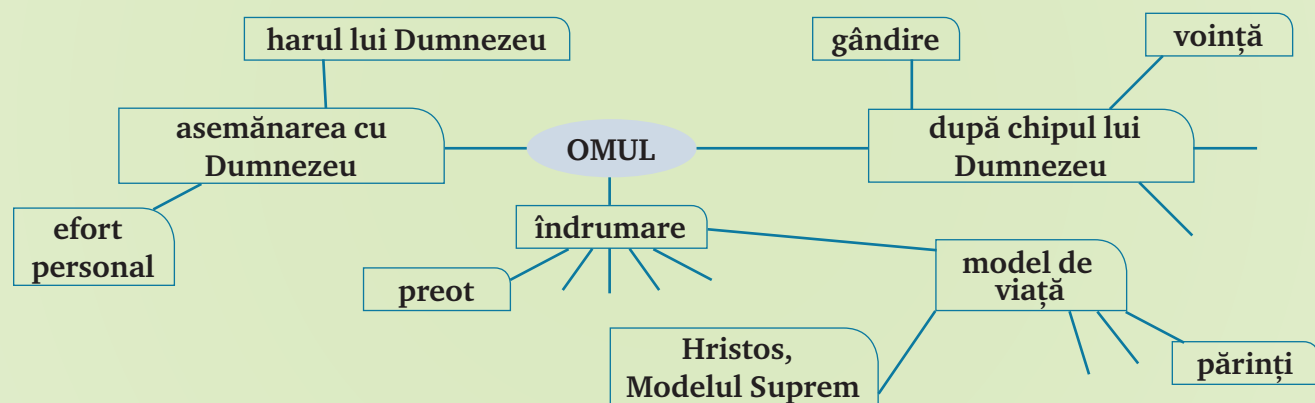 harul lui Dumnezeu
gândire
voință
asemănarea cu
Dumnezeu
OMUL
după chipul lui
Dumnezeu
efort
personal
îndrumare
preot
model de
viață
Hristos,
Modelul Suprem
părinți